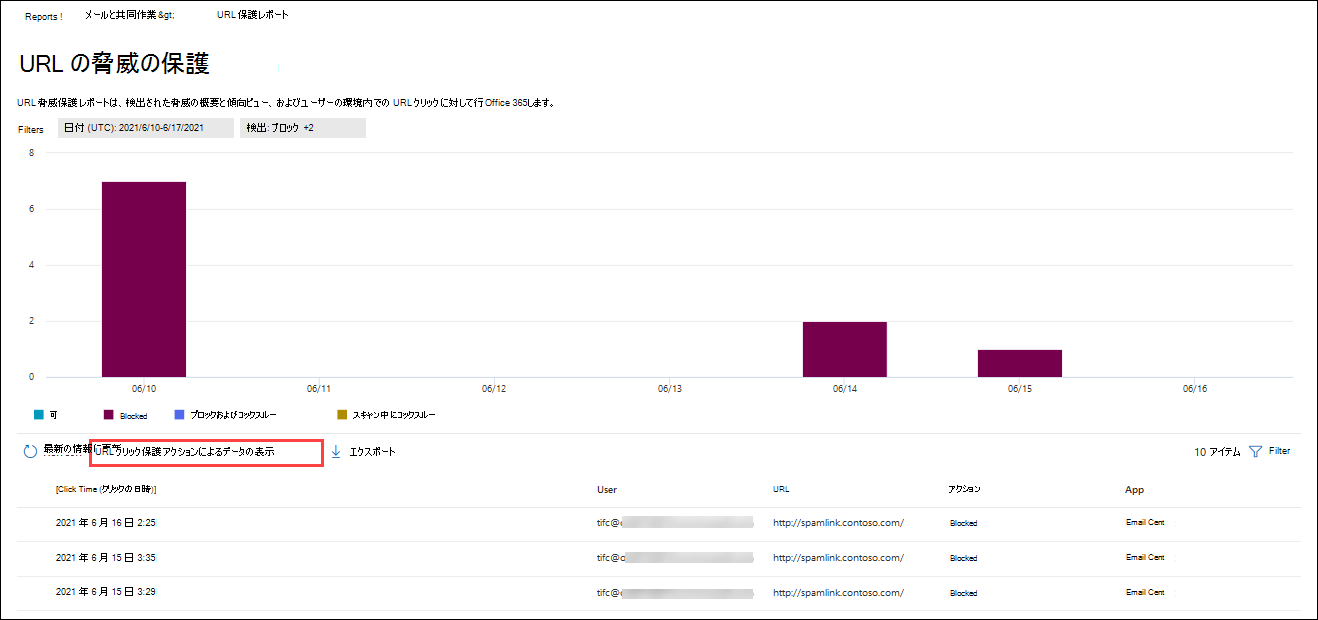 Reports ! メールと共同作業 &gt; URL 保護レポート
URL の脅威の保護
URL 脅威保護レポートは、検出された脅威の概要と傾向ビュー、およびユーザーの環境内での URL クリックに対して行 Office 365します。
Filters 日付 (UTC): 2021/6/10-6/17/2021 検出: ブロック +2
8
6
4
2
0
06/10 06/11 06/12 06/13 06/14 06/15 06/16
可 Blocked ブロックおよびコックスルー スキャン中にコックスルー
最新の情報に更新 URLクリック保護アクションによるデータの表示 エクスポート 10 アイテム Filter
[Click Time (クリックの日時)] User URL アクション App
2021 年 6 月 16 日 2:25 tifc@ http://spamlink.contoso.com/ Blocked Email Cent
2021 年 6 月 15 日 3:35 tifc@ http://spamlink.contoso.com/ Blocked Email Cent
2021 年 6 月 15 日 3:29 tifc@ http://spamlink.contoso.com/ Blocked Email Cent